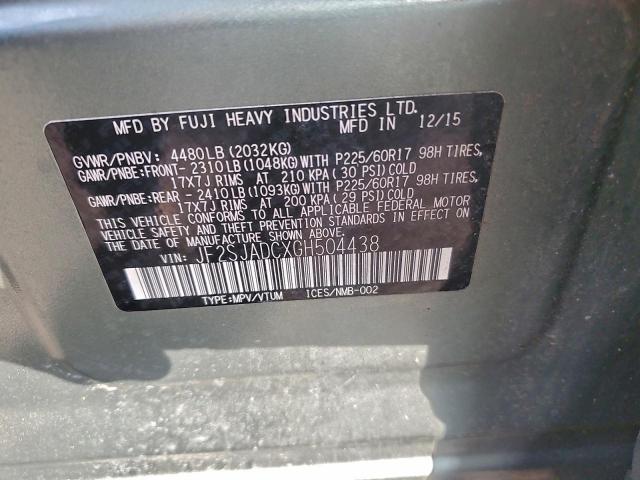 MFD BY FUJI HEAVY INDUSTRIES LTD.
MFD IN 12/15
GVWR/PNBV: 4480LB(2032KG)
GAWR/PNBE:FRONT- 2310LB(1048KG)WITH P225/60R17 98H TIRES,
17X7J RIMS AT 210 KPA( 30 PSI)COLD
GAWR/PNBE:REAR - 2410LB(1093KG)WITH P225/60R17 98H TIRES,
17X7J RIMS AT 200 KPA( 29 PSI)COLD
THIS VEHICLE CONFORMS TO ALL APPLICABLE FEDERAL MOTOR
VEHICLE SAFETY AND THEFT PREVENTION STANDARDS IN EFFECT ON
THE DATE OF MANUFACTURE SHOWN ABOVE.
VIN: JF2SJADCXGH504438
TYPE:MPV/VTUM ICES/NMB-002